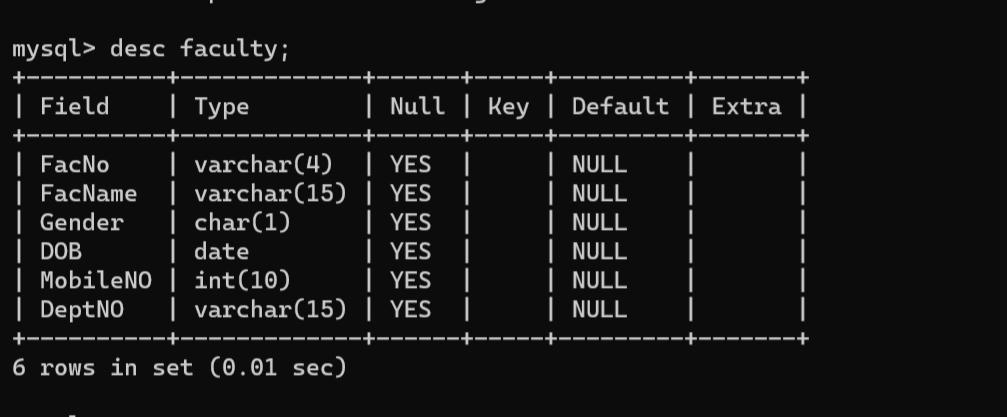 mysql> desc faculty;
+----------+-------------+------+-----+---------+-------+
| Field    | Type        | Null | Key | Default | Extra |
+----------+-------------+------+-----+---------+-------+
| FacNo    | varchar(4)  | YES  |     | NULL    |       |
| FacName  | varchar(15) | YES  |     | NULL    |       |
| Gender   | char(1)     | YES  |     | NULL    |       |
| DOB      | date        | YES  |     | NULL    |       |
| MobileNO | int(10)     | YES  |     | NULL    |       |
| DeptNO   | varchar(15) | YES  |     | NULL    |       |
+----------+-------------+------+-----+---------+-------+
6 rows in set (0.01 sec)